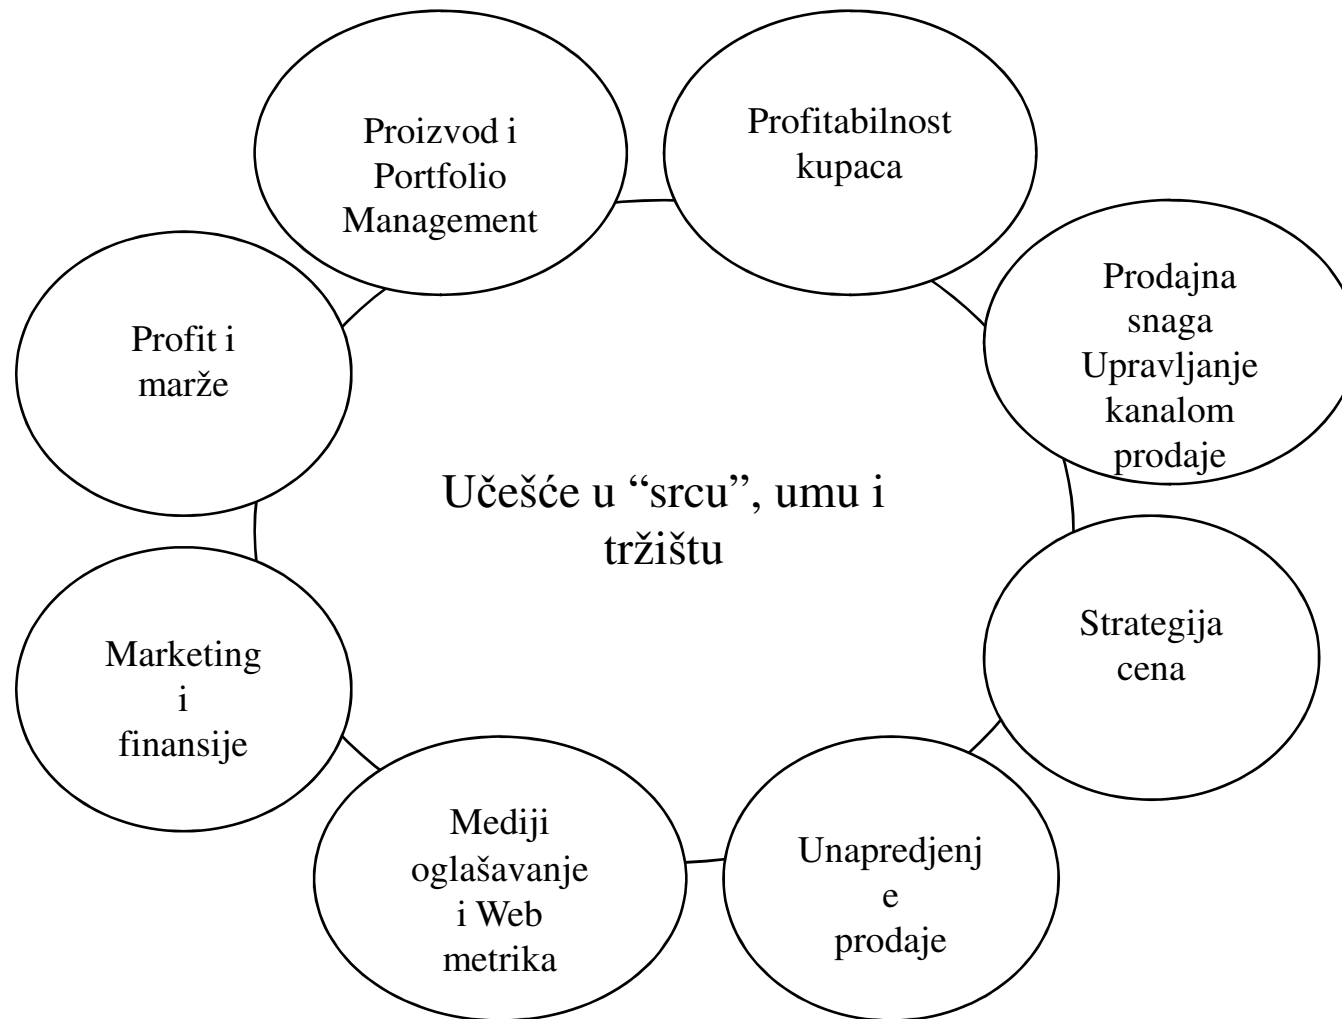 Proizvod i
Portfolio
Management
Profitabilnost
kupaca
Prodajna
snaga
Upravljanje
kanalom
prodaje
Profit i
marže
Učešće u “srcu”, umu i
tržištu
Strategija
cena
Marketing
i
finansije
Mediji
oglašavanje
i Web
metrika
Unapredjenj
e
prodaje